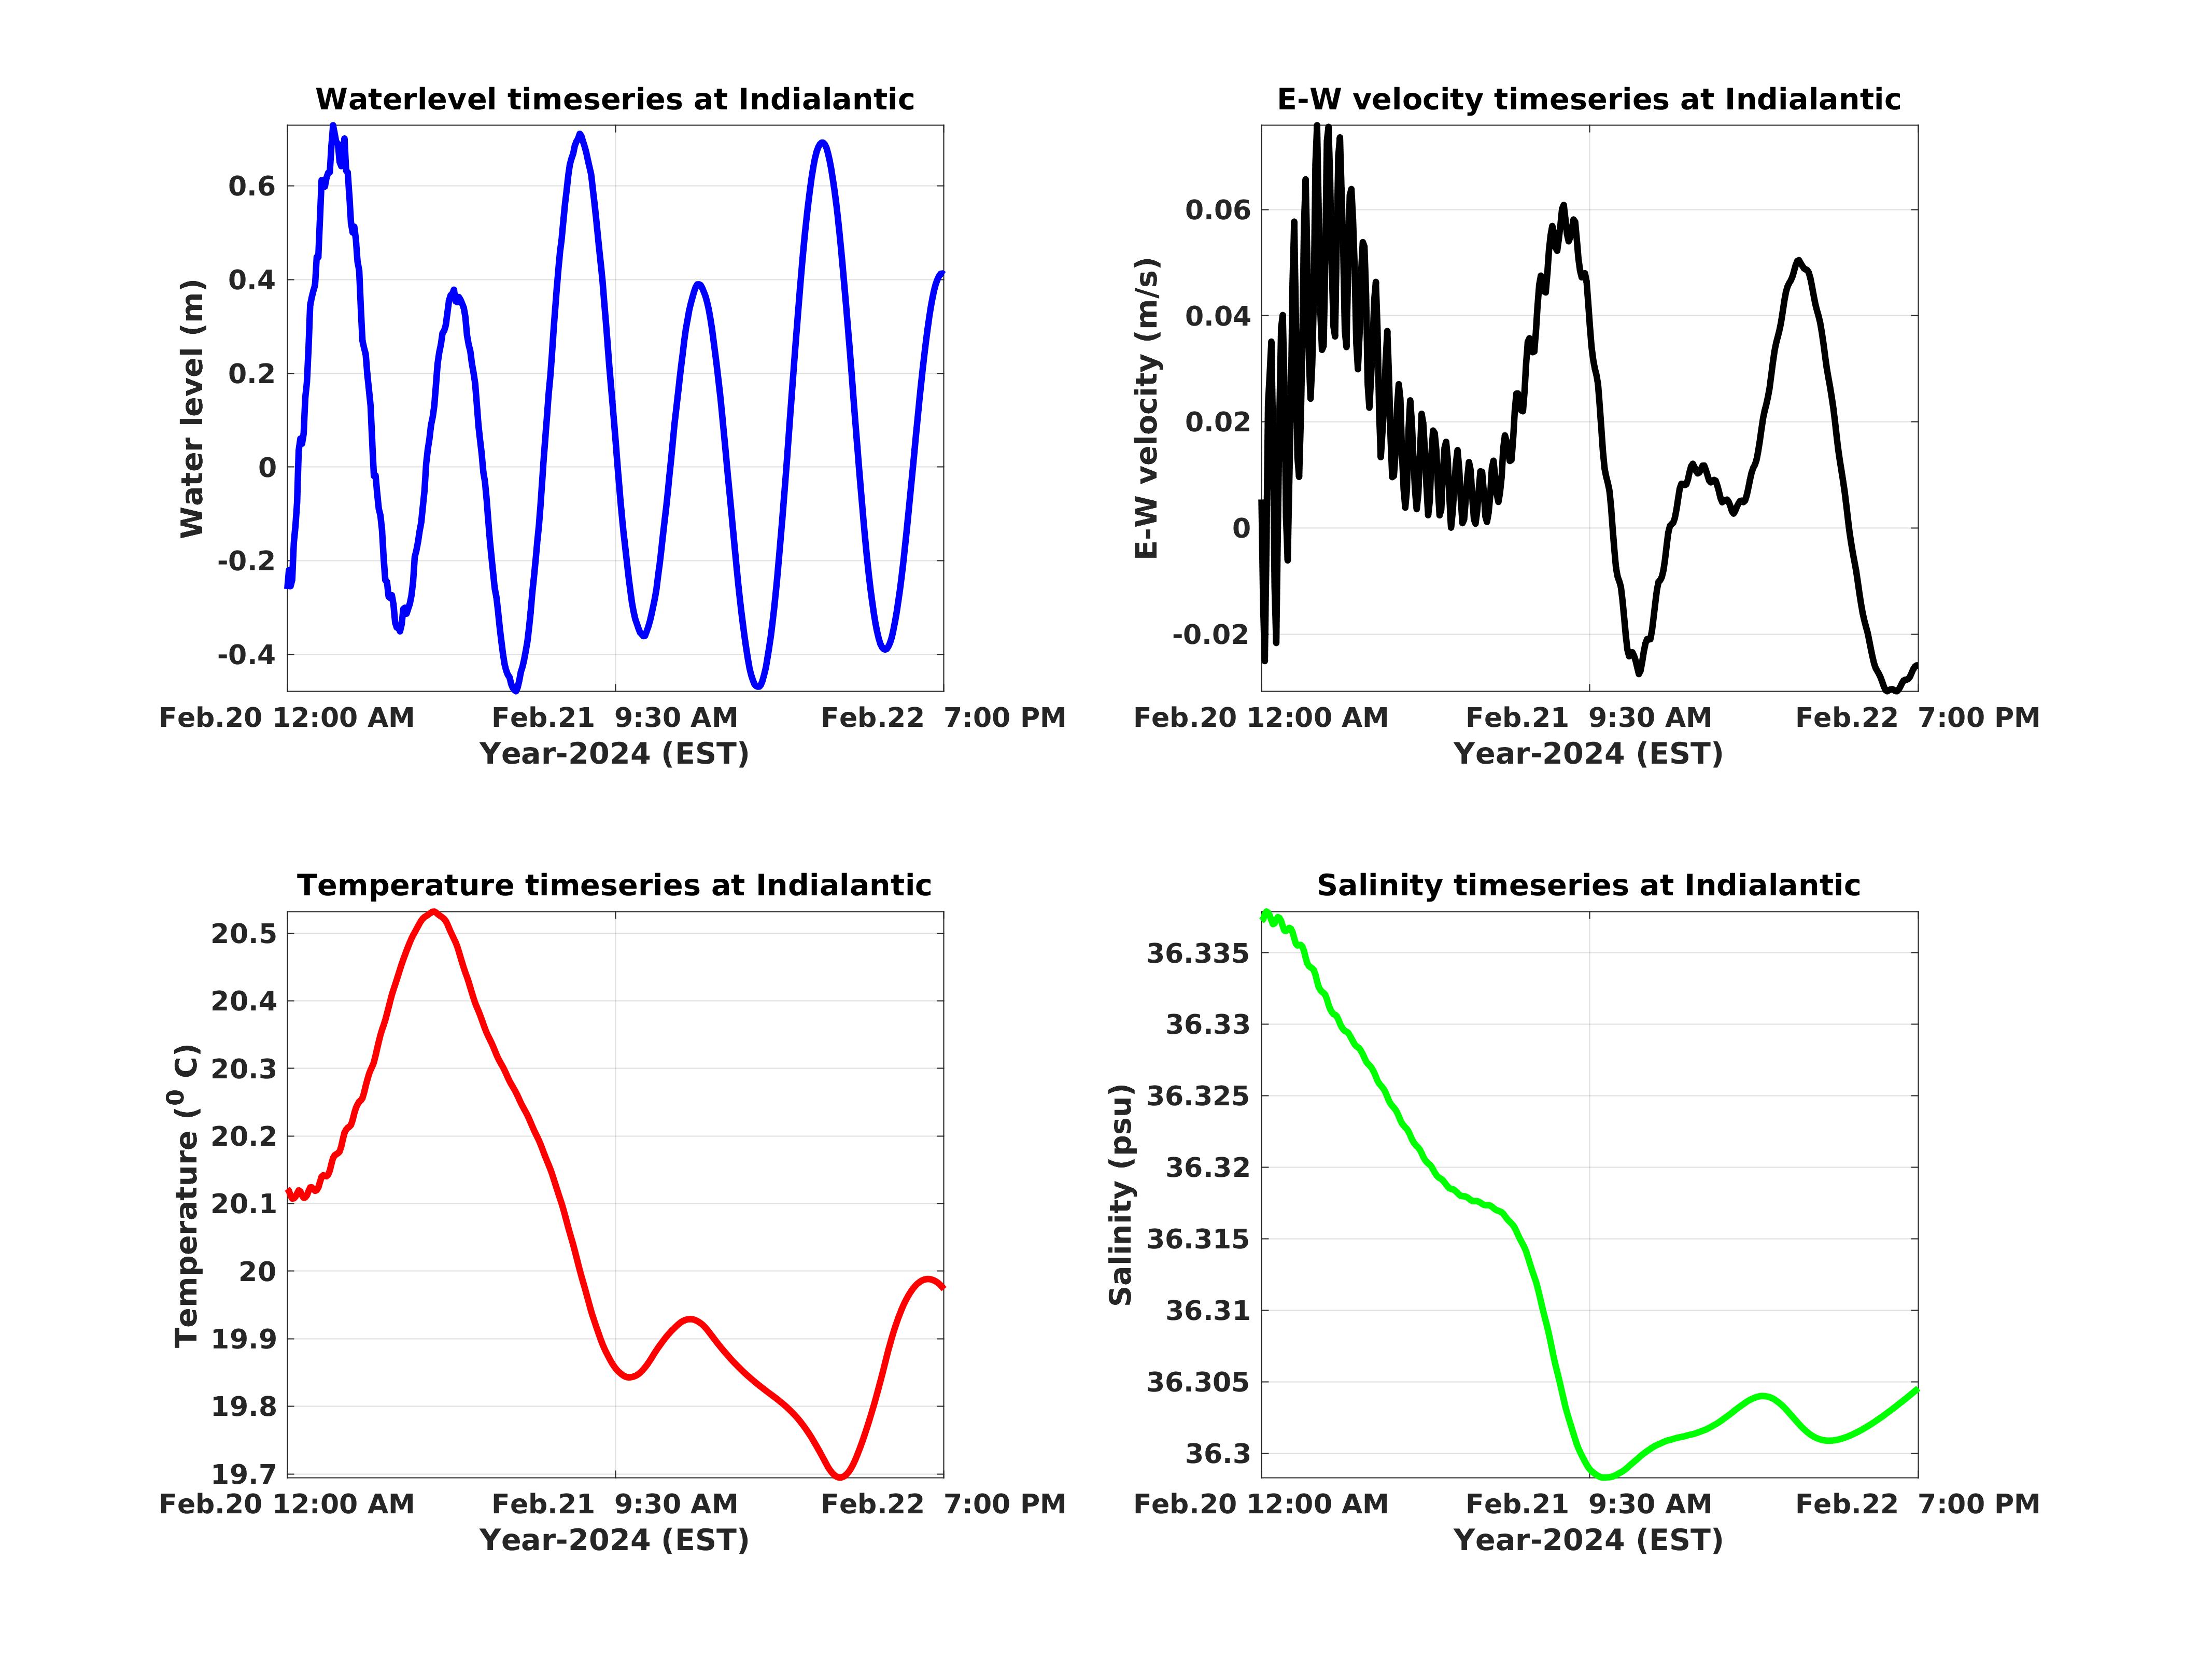 Waterlevel timeseries at Indialantic
Water level (m)
0.6
0.4
0.2
0
-0.2
-0.4
Feb.20 12:00 AM Feb.21 9:30 AM Feb.22 7:00 PM
Year-2024 (EST)
E-W velocity timeseries at Indialantic
E-W velocity (m/s)
0.06
0.04
0.02
0
-0.02
Feb.20 12:00 AM Feb.21 9:30 AM Feb.22 7:00 PM
Year-2024 (EST)
Temperature timeseries at Indialantic
Temperature (⁰ C)
20.5
20.4
20.3
20.2
20.1
20
19.9
19.8
19.7
Feb.20 12:00 AM Feb.21 9:30 AM Feb.22 7:00 PM
Year-2024 (EST)
Salinity timeseries at Indialantic
Salinity (psu)
36.335
36.33
36.325
36.32
36.315
36.31
36.305
36.3
Feb.20 12:00 AM Feb.21 9:30 AM Feb.22 7:00 PM
Year-2024 (EST)